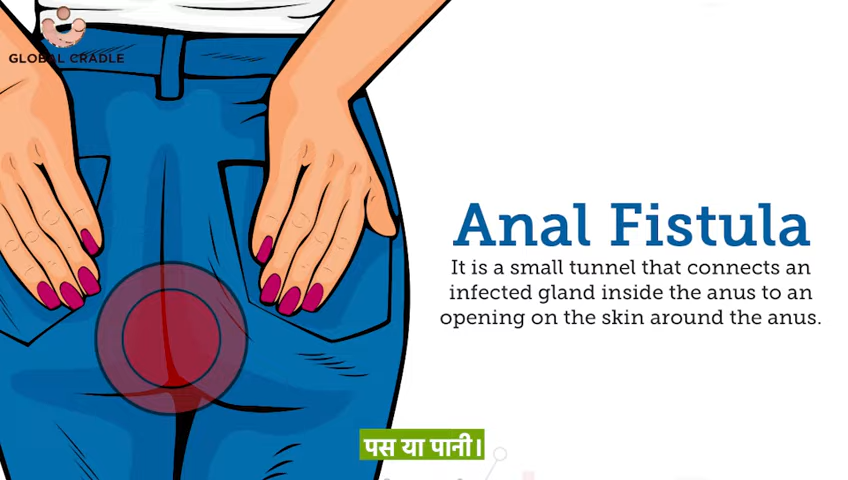 GLOBAL CRADLE
Anal Fistula
It is a small tunnel that connects an
infected gland inside the anus to an
opening on the skin around the anus.
पस या पानी।